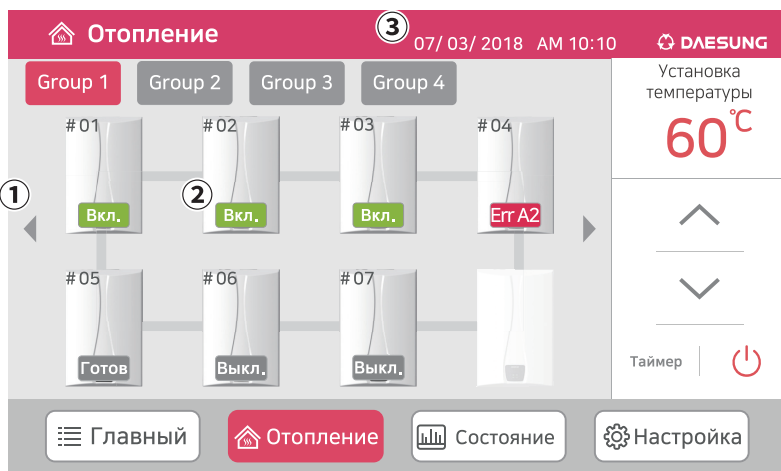 Отопление
③
07/ 03/ 2018 AM 10:10
DAESUNG
Group 1
Group 2
Group 3
Group 4
Установка
температуры
60℃
#01
#02
#03
#04
①
②
Вкл.
Вкл.
Вкл.
Err A2
#05
#06
#07
Готов
Выкл.
Выкл.
Таймер
Главный
Отопление
Состояние
Настройка